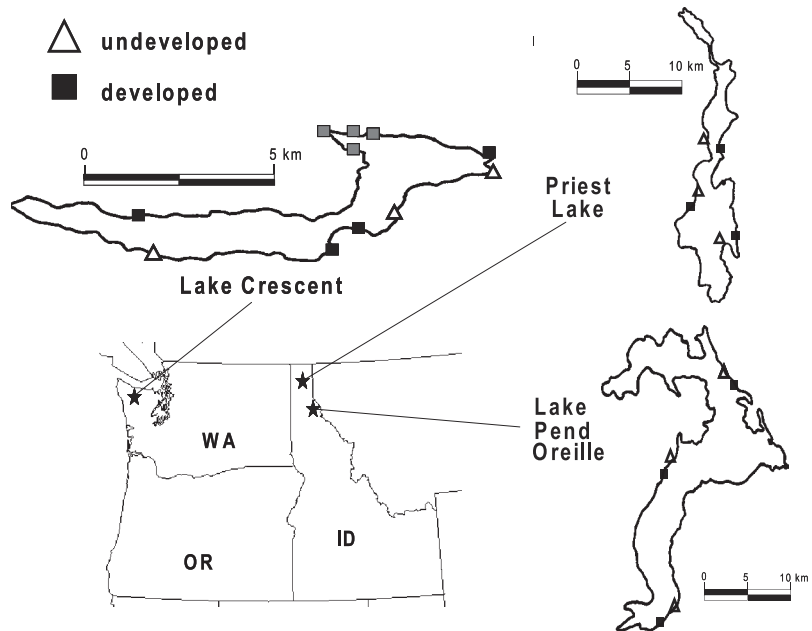 undeveloped
developed
0 5 km
0 5 10 km
Priest
Lake
Lake Crescent
WA
OR
ID
Lake
Pend
Oreille
0 5 10 km